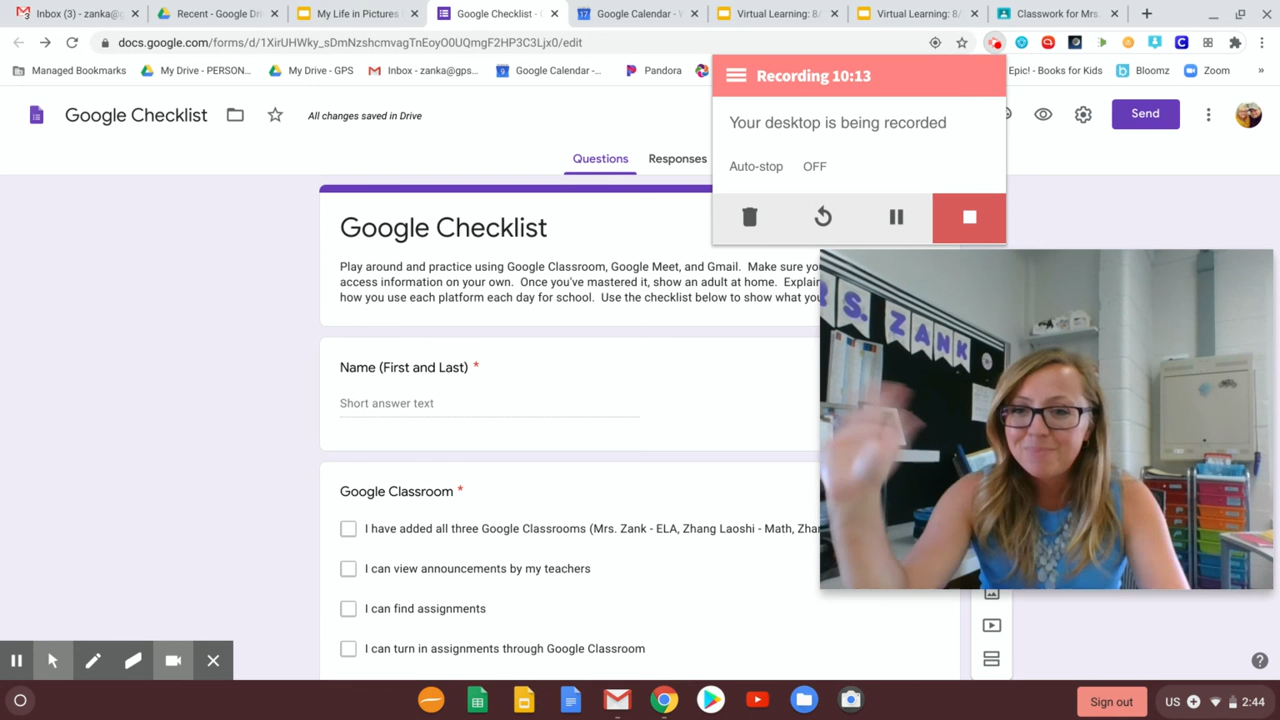 Inbox (3) - zanka@g
Recent - Google Dri
My Life in Pictures
Google Checklist -
Google Calendar - W
Virtual Learning: 8/
Virtual Learning: 8/
Classwork for Mrs.
docs.google.com/forms/d/1XirUHWky_sDmNzshcmvagTnEoyO0UQmgF2HP3C3Ljx0/edit
Managed Bookmarks
My Drive - PERSON...
My Drive - GPS
Inbox - zanka@gps...
Google Calendar -...
Pandora
Epic! - Books for Kids
Bloomz
Zoom
Recording 10:13
Your desktop is being recorded
Auto-stop OFF
Google Checklist
All changes saved in Drive
Send
Questions
Responses
Google Checklist
Play around and practice using Google Classroom, Google Meet, and Gmail. Make sure
access information on your own. Once you've mastered it, show an adult at home.
how you use each platform each day for school. Use the checklist below to show what
Name (First and Last) *
Short answer text
S. ZANK
Google Classroom *
I have added all three Google Classrooms (Mrs. Zank - ELA, Zhang Laoshi - Math,
I can view announcements by my teachers
I can find assignments
I can turn in assignments through Google Classroom
Sign out
US
2:44